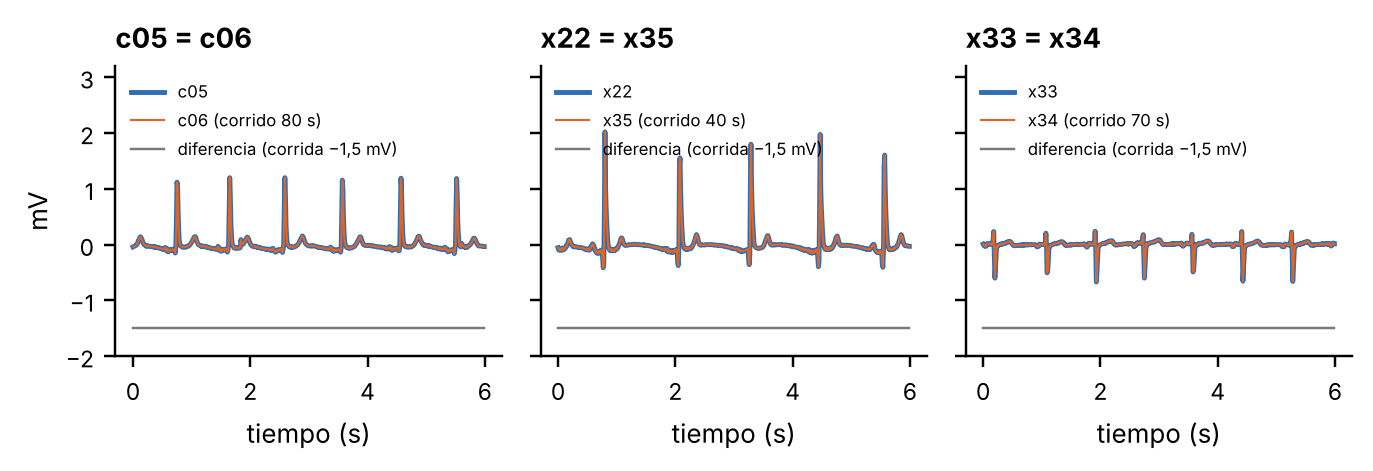 c05 = c06
x22 = x35
x33 = x34
mV
3
2
1
0
−1
−2
c05
c06 (corrido 80 s)
diferencia (corrida −1,5 mV)
x22
x35 (corrido 40 s)
diferencia (corrida −1,5 mV)
x33
x34 (corrido 70 s)
diferencia (corrida −1,5 mV)
0 2 4 6
0 2 4 6
0 2 4 6
tiempo (s)
tiempo (s)
tiempo (s)